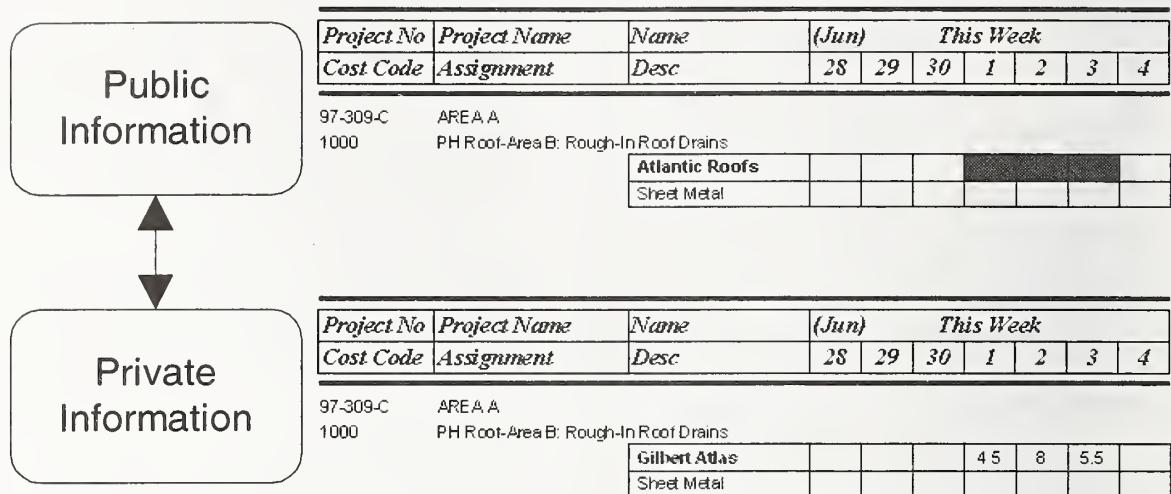 Public
Information
Project No Project Name Name (Jun) This Week
Cost Code Assignment Desc 28 29 30 1 2 3 4
97-309-C AREA A
1000 PH Roof-Area B: Rough-In Roof Drains
Atlantic Roofs
Sheet Metal
Private
Information
Project No Project Name Name (Jun) This Week
Cost Code Assignment Desc 28 29 30 1 2 3 4
97-309-C AREA A
1000 PH Roof-Area B: Rough-In Roof Drains
Gilbert Atlas 4 5 8 5.5
Sheet Metal